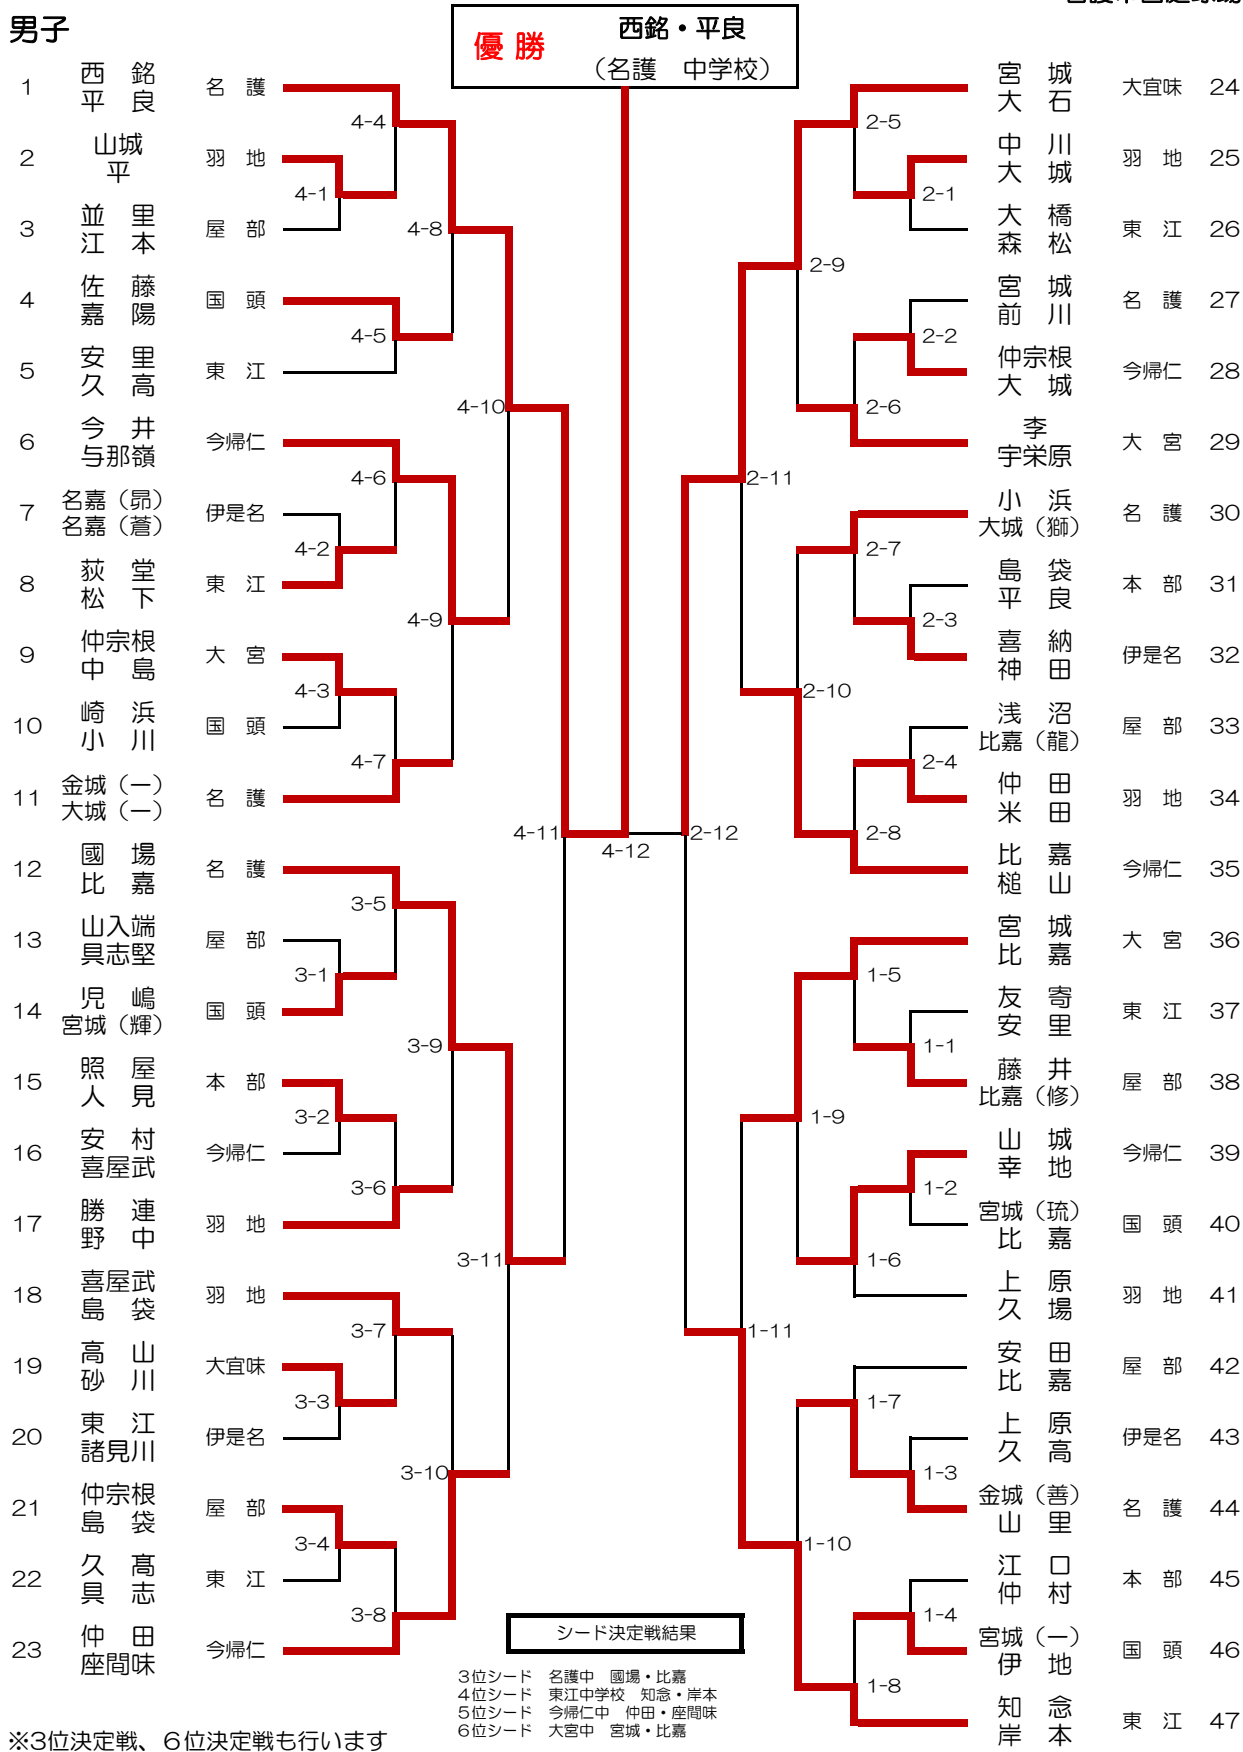 男子
優 勝
西銘・平良
（名護　中学校）
1 西　銘 平　良 名　護
2 山城 平 羽　地
3 並　里 江　本 屋　部
4 佐　藤 嘉　陽 国　頭
5 安　里 久　高 東　江
6 今　井 与那嶺 今帰仁
7 名嘉（昴） 名嘉（蒼） 伊是名
8 荻　堂 松　下 東　江
9 仲宗根 中　島 大　宮
10 崎　浜 小　川 国　頭
11 金城（一） 大城（一） 名　護
12 國　場 比　嘉 名　護
13 山入端 具志堅 屋　部
14 児　嶋 宮城（輝） 国　頭
15 照　屋 人　見 本　部
16 安　村 喜屋武 今帰仁
17 勝　連 野　中 羽　地
18 喜屋武 島　袋 羽　地
19 高　山 砂　川 大宜味
20 東　江 諸見川 伊是名
21 仲宗根 島　袋 屋　部
22 久　髙 具　志 東　江
23 仲　田 座間味 今帰仁
4-4
4-1
4-8
4-5
4-10
4-6
4-2
4-9
4-3
4-7
4-11
3-5
3-1
3-9
3-2
3-6
3-11
3-7
3-3
3-10
3-4
3-8
4-12
2-12
宮　城 大　石 大宜味 24
中　川 大　城 羽　地 25
大　橋 森　松 東　江 26
宮　城 前　川 名　護 27
仲宗根 大　城 今帰仁 28
李 宇栄原 大　宮 29
小　浜 大城（獅） 名　護 30
島　袋 平　良 本　部 31
喜　納 神　田 伊是名 32
浅　沼 比嘉（龍） 屋　部 33
仲　田 米　田 羽　地 34
比　嘉 槌　山 今帰仁 35
宮　城 比　嘉 大　宮 36
友　寄 安　里 東　江 37
藤　井 比嘉（修） 屋　部 38
山　城 幸　地 今帰仁 39
宮城（琉） 比　嘉 国　頭 40
上　原 久　場 羽　地 41
安　田 比　嘉 屋　部 42
上　原 久　高 伊是名 43
金城（善） 山　里 名　護 44
江　口 仲　村 本　部 45
宮城（一） 伊　地 国　頭 46
知　念 岸　本 東　江 47
2-5
2-1
2-9
2-2
2-6
2-11
2-7
2-3
2-10
2-4
2-8
1-5
1-1
1-9
1-2
1-6
1-11
1-7
1-3
1-10
1-4
1-8
シード決定戦結果
3位シード　名護中　國場・比嘉
4位シード　東江中学校　知念・岸本
5位シード　今帰仁中　仲田・座間味
6位シード　大宮中　宮城・比嘉
※3位決定戦、６位決定戦も行います